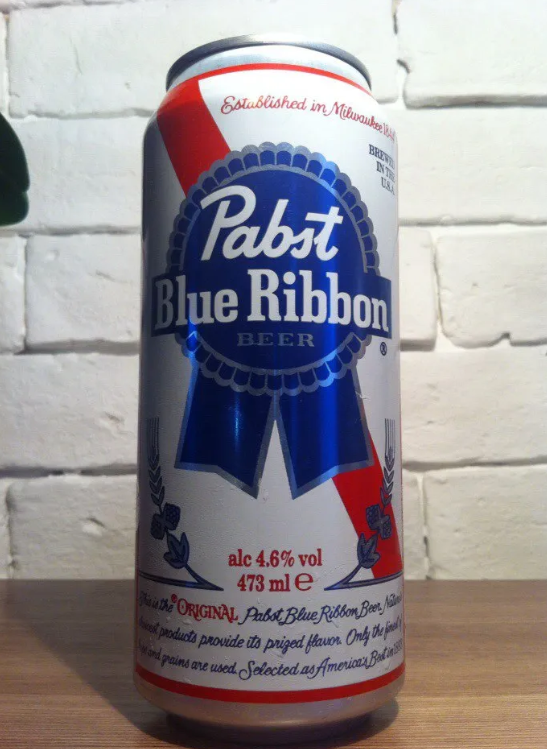 Established in Milwaukee 1844
BREWED
IN THE
U.S.A.
Pabst
Blue Ribbon
BEER
®
alc 4.6% vol
473 ml e
This is the "ORIGINAL Pabst Blue Ribbon Beer.
products provide its prized flavor. Only the finest
and grains are used. Selected as America's Best in